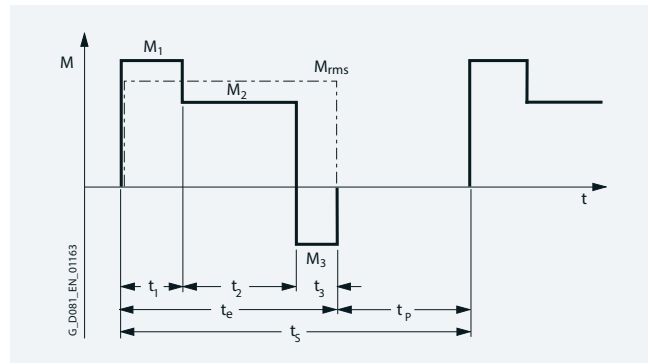 M₁
M
Mrms
M₂
t
M₃
t₁ t₂ t₃
tₑ tₚ
tₛ
G_D081_EN_01163